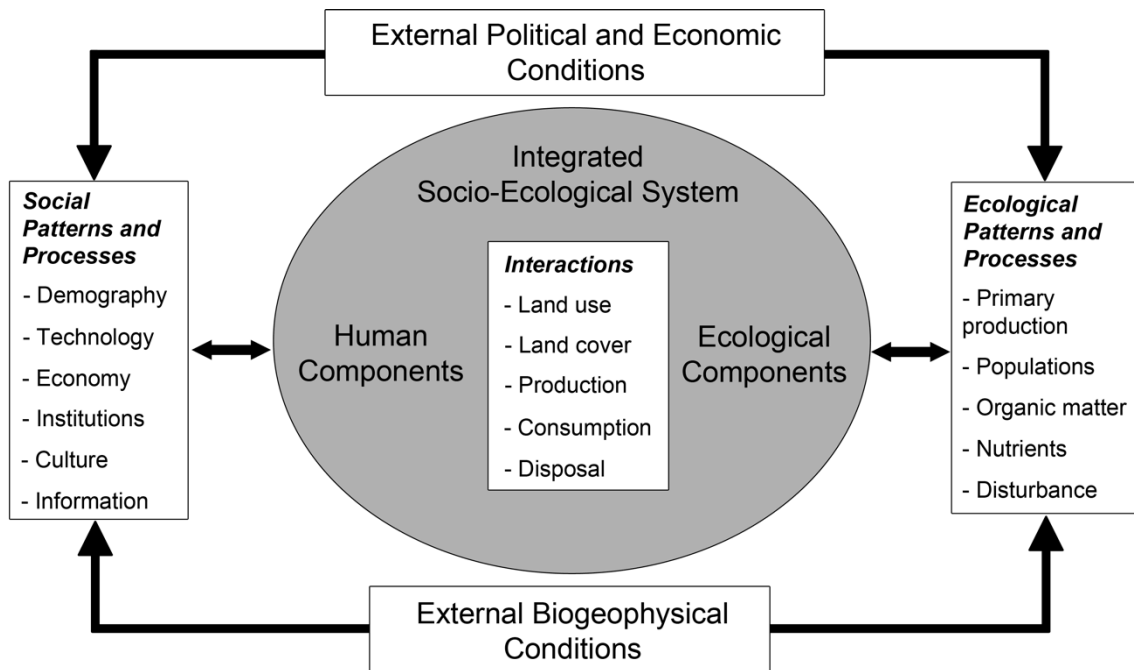 External Political and Economic
Conditions
Integrated
Socio-Ecological System
Social
Patterns and
Processes
- Demography
- Technology
- Economy
- Institutions
- Culture
- Information
Human
Components
Interactions
- Land use
- Land cover
- Production
- Consumption
- Disposal
Ecological
Components
Ecological
Patterns and
Processes
- Primary
production
- Populations
- Organic matter
- Nutrients
- Disturbance
External Biogeophysical
Conditions